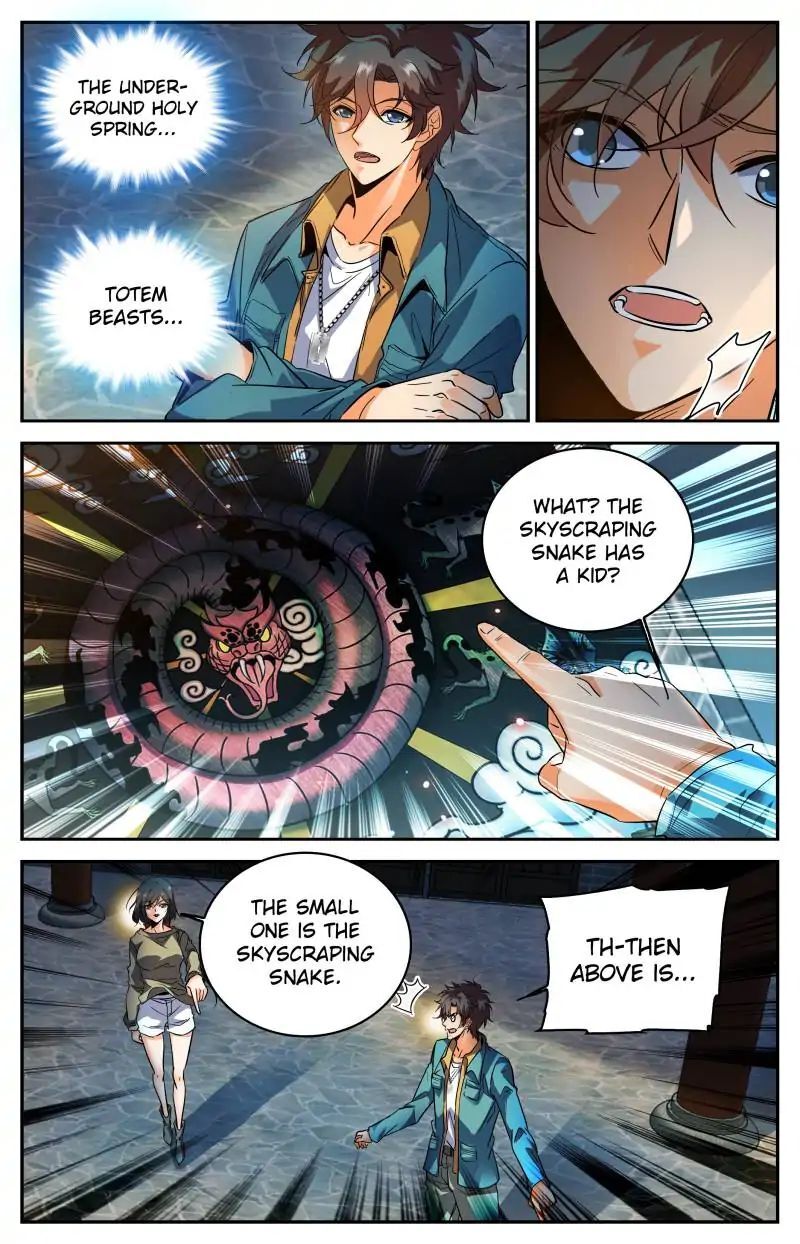 THE UNDER-
GROUND HOLY
SPRING...
TOTEM
BEASTS...
WHAT? THE
SKYSCRAPING
SNAKE HAS
A KID?
THE SMALL
ONE IS THE
SKYSCRAPING
SNAKE.
TH-THEN
ABOVE IS...